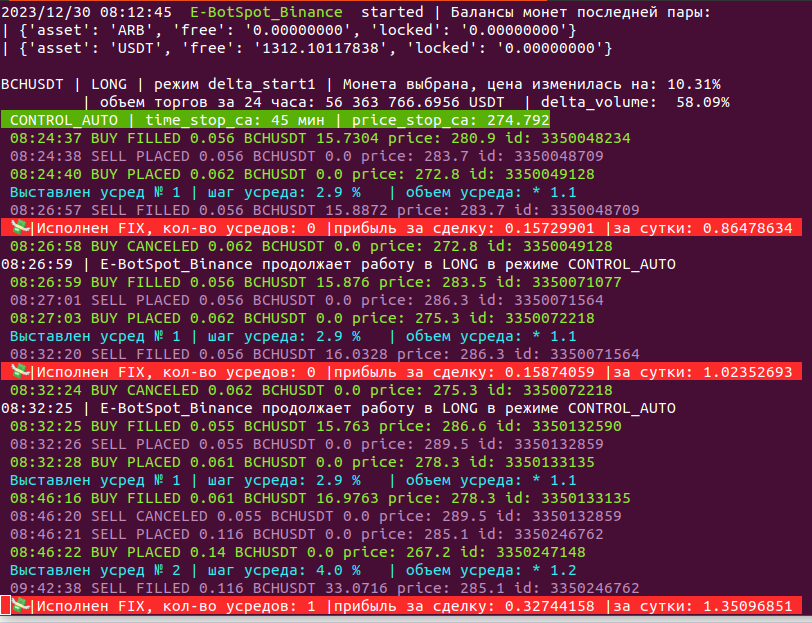 2023/12/30 08:12:45  E-BotSpot_Binance  started | Балансы монет последней пары:
| {'asset': 'ARB', 'free': '0.00000000', 'locked': '0.00000000'}
| {'asset': 'USDT', 'free': '1312.10117838', 'locked': '0.00000000'}
BCHUSDT | LONG | режим delta_start1 | Монета выбрана, цена изменилась на: 10.31%
| объем торгов за 24 часа: 56 363 766.6956 USDT  | delta_volume:  58.09%
CONTROL_AUTO | time_stop_ca: 45 мин | price_stop_ca: 274.792
08:24:37 BUY FILLED 0.056 BCHUSDT 15.7304 price: 280.9 id: 3350048234
08:24:38 SELL PLACED 0.056 BCHUSDT 0.0 price: 283.7 id: 3350048709
08:24:40 BUY PLACED 0.062 BCHUSDT 0.0 price: 272.8 id: 3350049128
Выставлен усред № 1 | шаг усреда: 2.9 %   | объем усреда: * 1.1
08:26:57 SELL FILLED 0.056 BCHUSDT 15.8872 price: 283.7 id: 3350048709
|Исполнен FIX, кол-во усредов: 0 |прибыль за сделку: 0.15729901 |за сутки: 0.86478634
08:26:58 BUY CANCELED 0.062 BCHUSDT 0.0 price: 272.8 id: 3350049128
08:26:59 | E-BotSpot_Binance продолжает работу в LONG в режиме CONTROL_AUTO
08:26:59 BUY FILLED 0.056 BCHUSDT 15.876 price: 283.5 id: 3350071077
08:27:01 SELL PLACED 0.056 BCHUSDT 0.0 price: 286.3 id: 3350071564
08:27:03 BUY PLACED 0.062 BCHUSDT 0.0 price: 275.3 id: 3350072218
Выставлен усред № 1 | шаг усреда: 2.9 %   | объем усреда: * 1.1
08:32:20 SELL FILLED 0.056 BCHUSDT 16.0328 price: 286.3 id: 3350071564
|Исполнен FIX, кол-во усредов: 0 |прибыль за сделку: 0.15874059 |за сутки: 1.02352693
08:32:24 BUY CANCELED 0.062 BCHUSDT 0.0 price: 275.3 id: 3350072218
08:32:25 | E-BotSpot_Binance продолжает работу в LONG в режиме CONTROL_AUTO
08:32:25 BUY FILLED 0.055 BCHUSDT 15.763 price: 286.6 id: 3350132590
08:32:26 SELL PLACED 0.055 BCHUSDT 0.0 price: 289.5 id: 3350132859
08:32:28 BUY PLACED 0.061 BCHUSDT 0.0 price: 278.3 id: 3350133135
Выставлен усред № 1 | шаг усреда: 2.9 %   | объем усреда: * 1.1
08:46:16 BUY FILLED 0.061 BCHUSDT 16.9763 price: 278.3 id: 3350133135
08:46:20 SELL CANCELED 0.055 BCHUSDT 0.0 price: 289.5 id: 3350132859
08:46:21 SELL PLACED 0.116 BCHUSDT 0.0 price: 285.1 id: 3350246762
08:46:22 BUY PLACED 0.14 BCHUSDT 0.0 price: 267.2 id: 3350247148
Выставлен усред № 2 | шаг усреда: 4.0 %   | объем усреда: * 1.2
09:42:38 SELL FILLED 0.116 BCHUSDT 33.0716 price: 285.1 id: 3350246762
|Исполнен FIX, кол-во усредов: 1 |прибыль за сделку: 0.32744158 |за сутки: 1.35096851